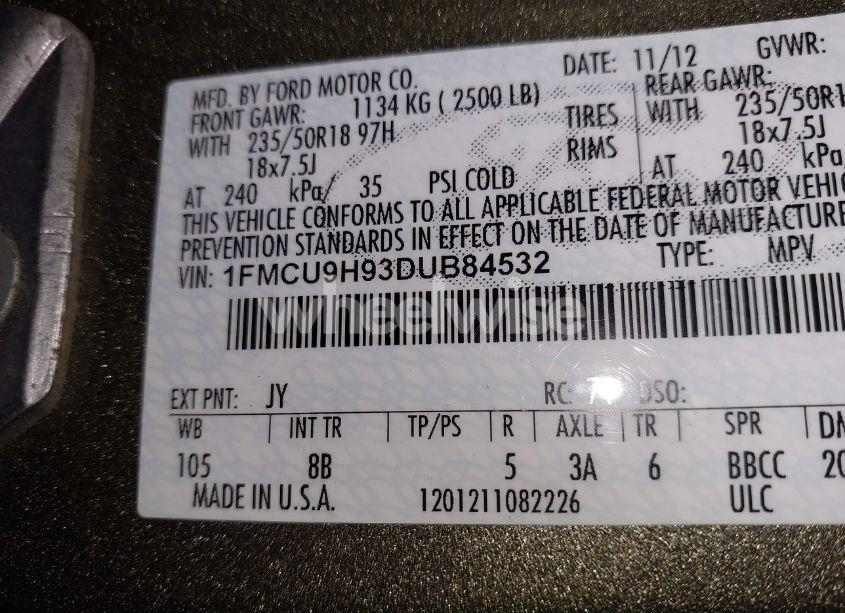 MFD. BY FORD MOTOR CO. DATE: 11/12 GVWR:
FRONT GAWR: 1134 KG ( 2500 LB) REAR GAWR:
WITH 235/50R18 97H TIRES WITH 235/50R1
18x7.5J RIMS 18x7.5J
AT 240 kPa/ 35 PSI COLD AT 240 kPa
THIS VEHICLE CONFORMS TO ALL APPLICABLE FEDERAL MOTOR VEHIC
PREVENTION STANDARDS IN EFFECT ON THE DATE OF MANUFACTURE
VIN: 1FMCU9H93DUB84532 TYPE: MPV
wheelwise
EXT PNT: JY RC: 7 DSO:
WB INT TR TP/PS R AXLE TR SPR
105 8B 5 3A 6 BBCC 20
MADE IN U.S.A. 1201211082226 ULC